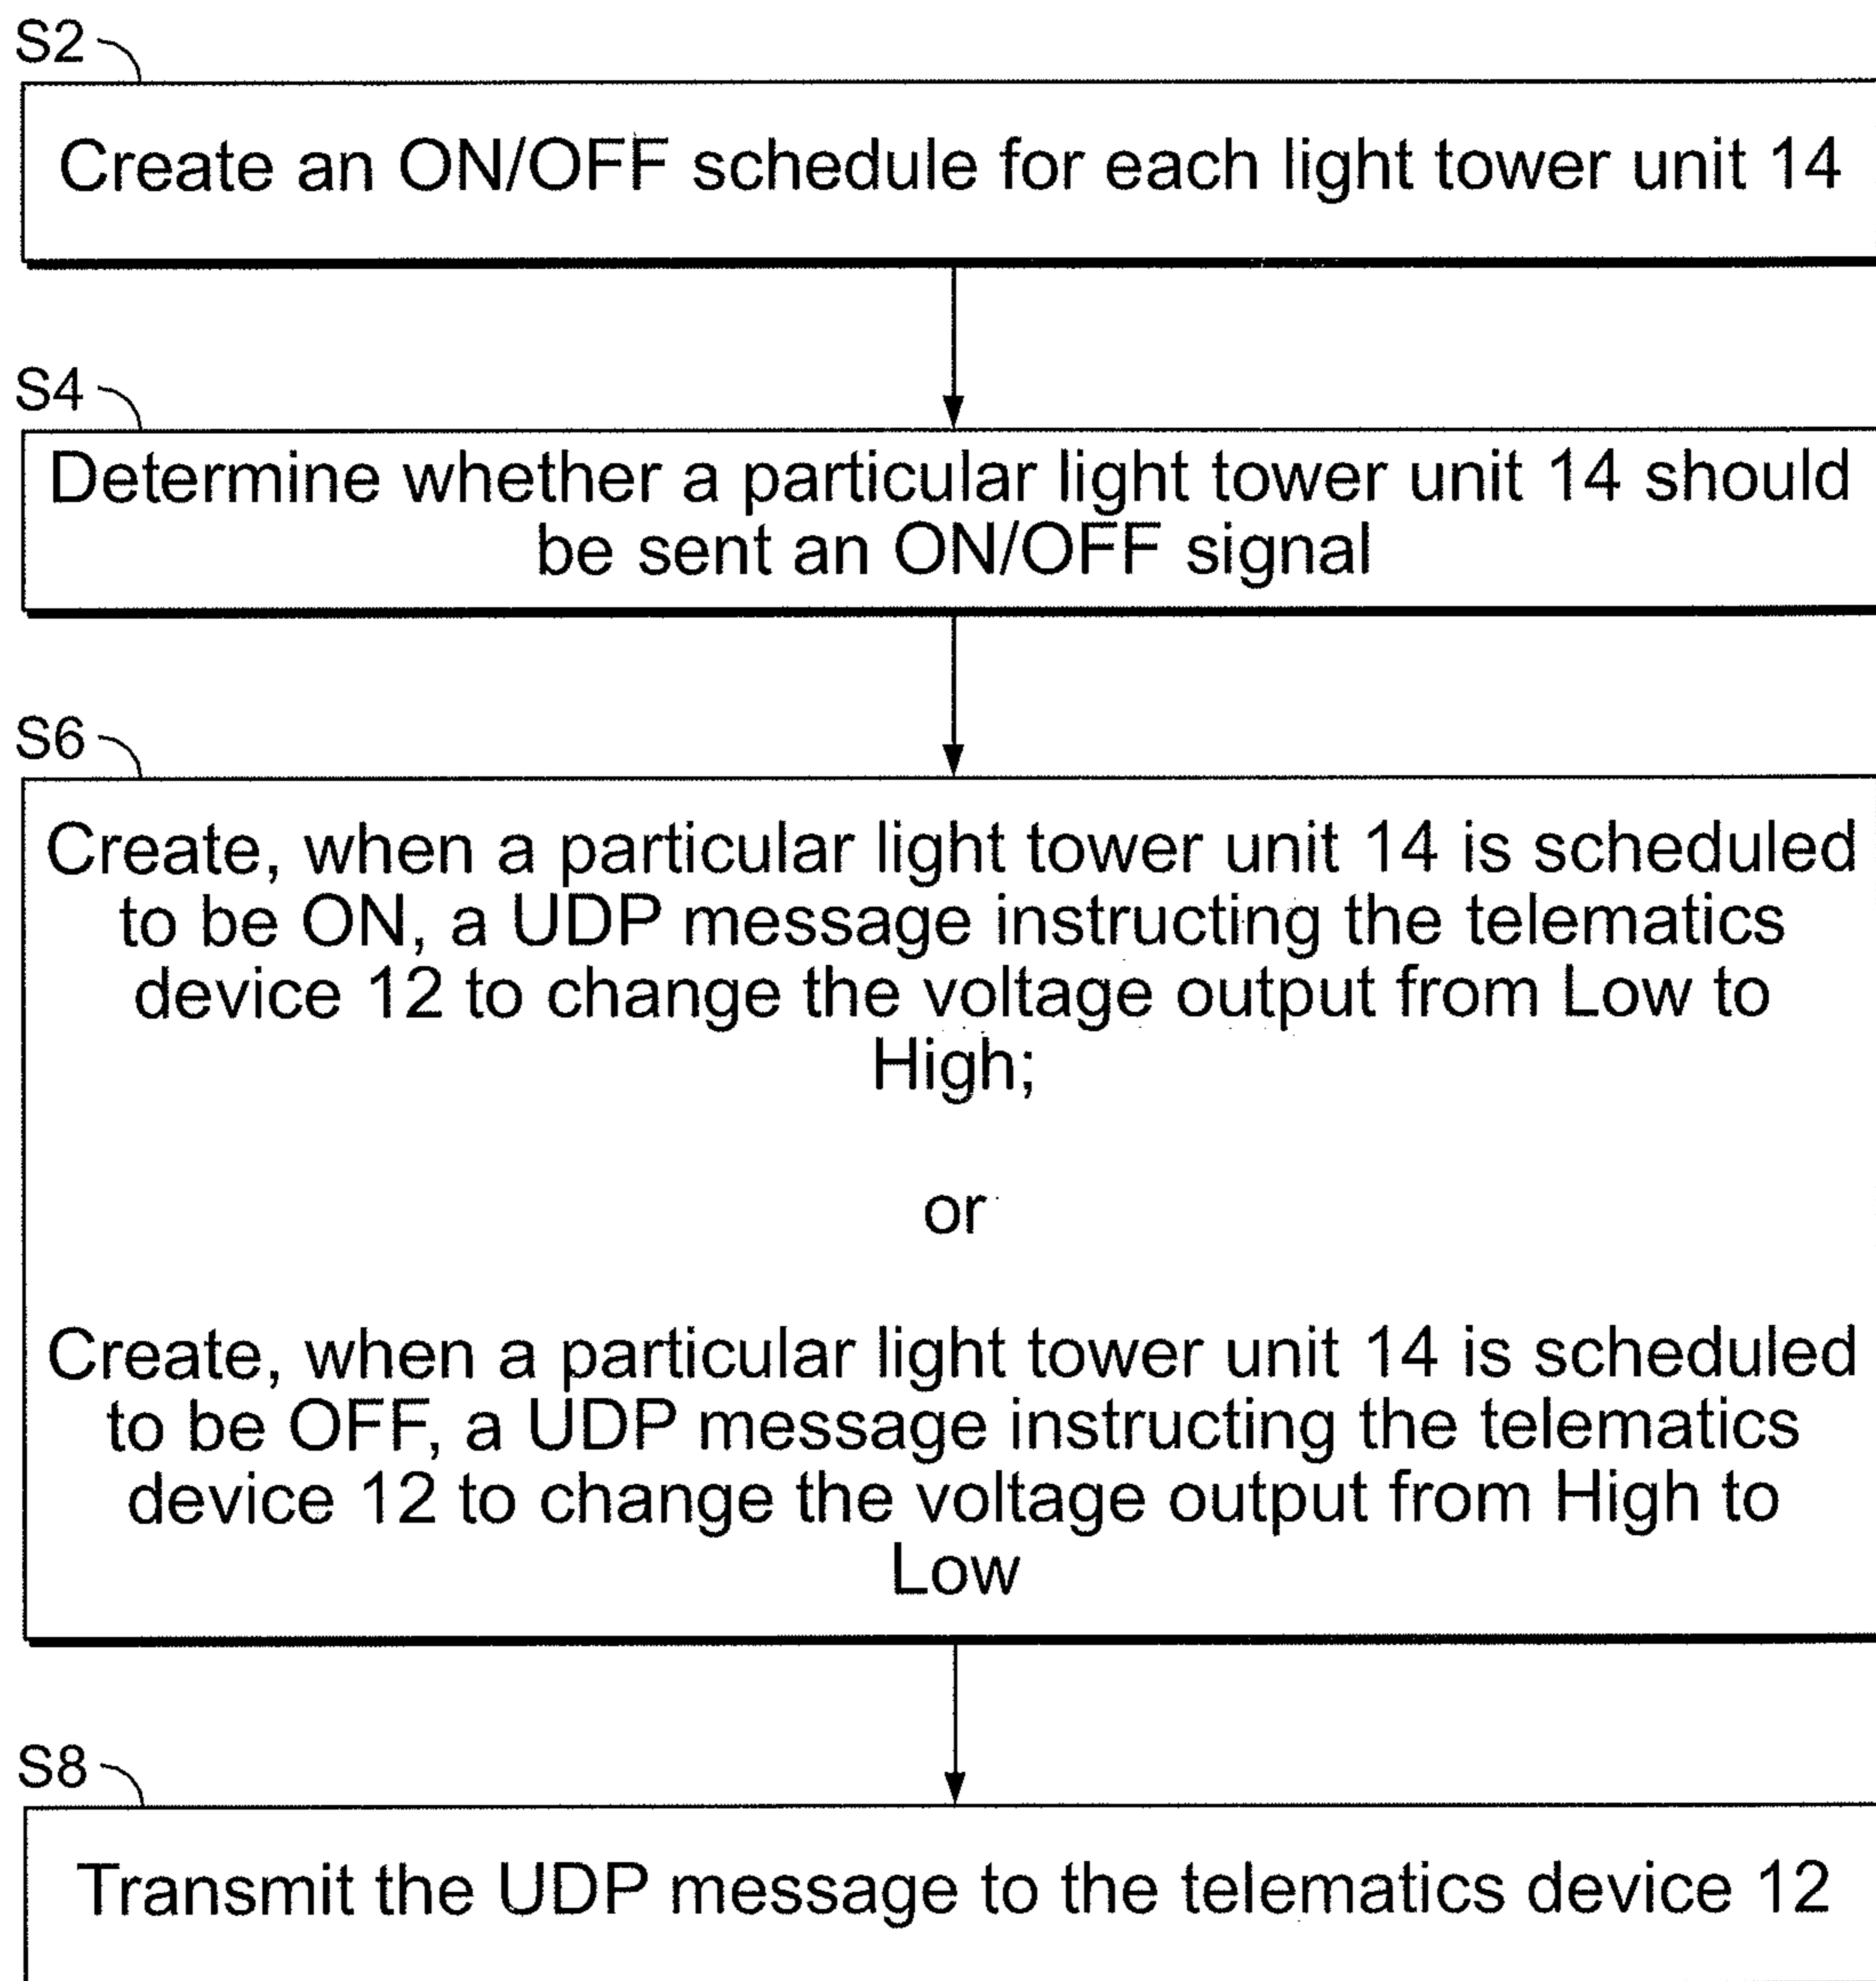 S2
Create an ON/OFF schedule for each light tower unit 14
S4
Determine whether a particular light tower unit 14 should
be sent an ON/OFF signal
S6
Create, when a particular light tower unit 14 is scheduled
to be ON, a UDP message instructing the telematics
device 12 to change the voltage output from Low to
High;
or
Create, when a particular light tower unit 14 is scheduled
to be OFF, a UDP message instructing the telematics
device 12 to change the voltage output from High to
Low
S8
Transmit the UDP message to the telematics device 12